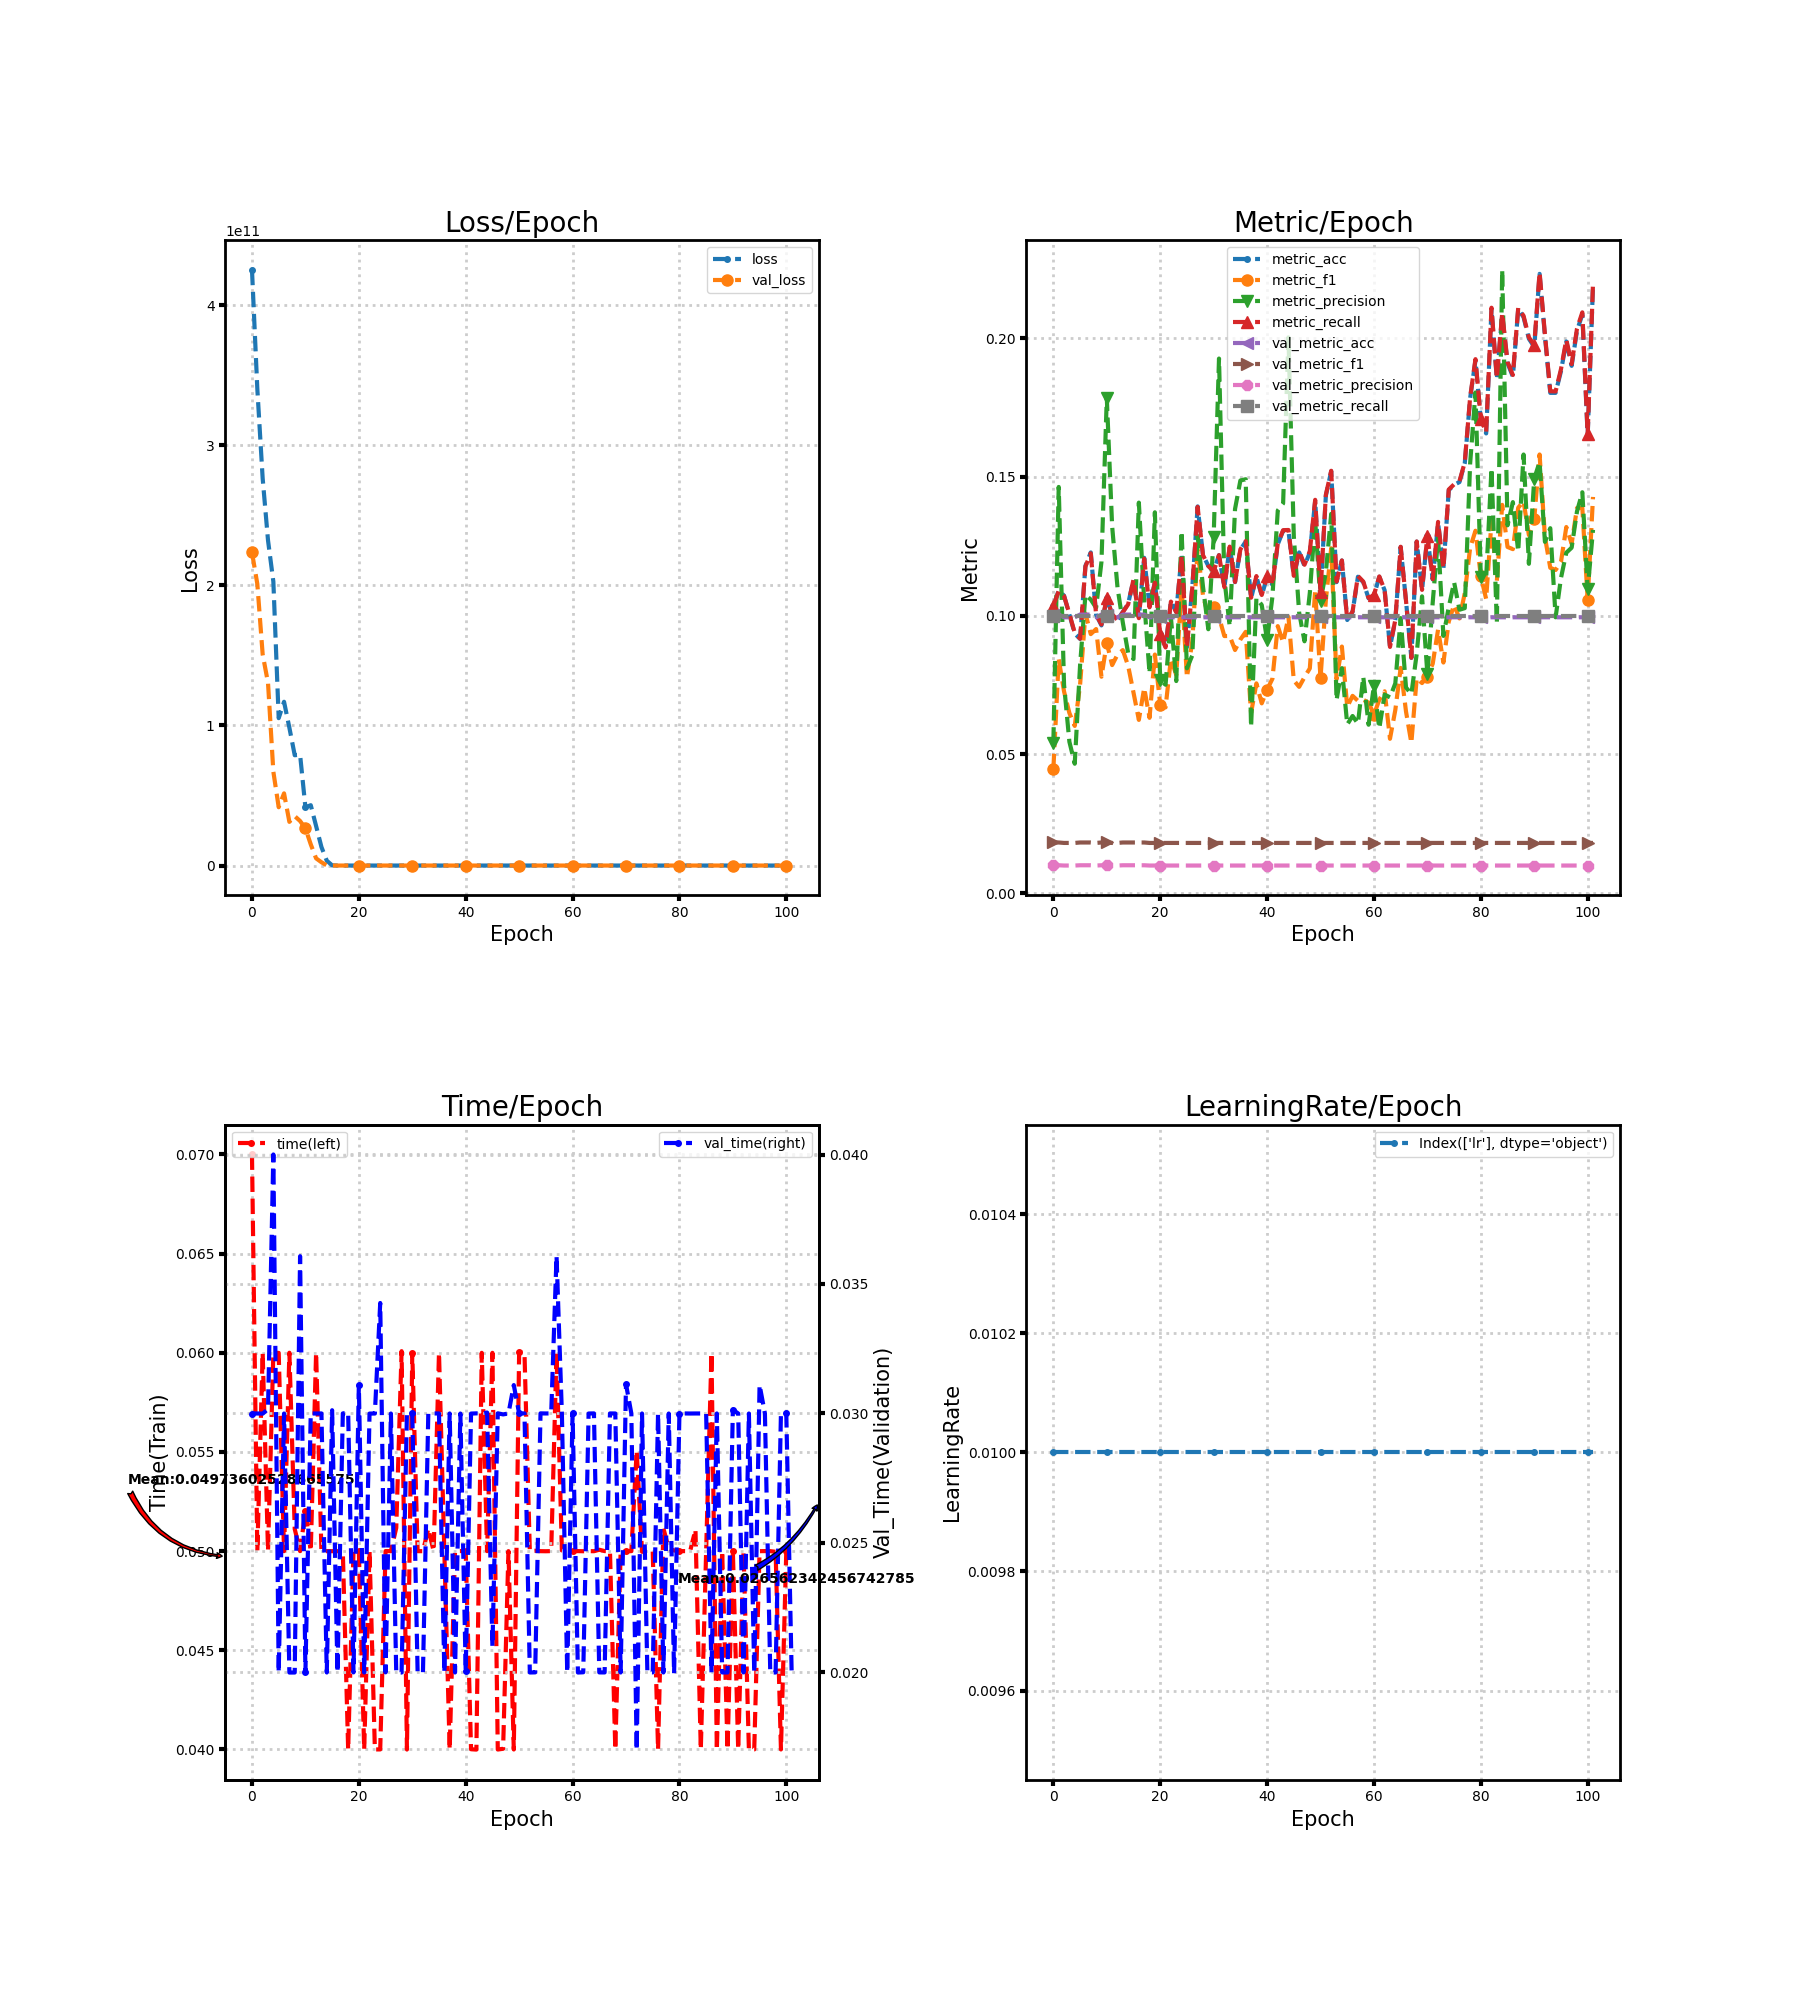 Loss/Epoch
1e11
loss
val_loss
4
3
2
1
0
Loss
0 20 40 60 80 100
Epoch
Metric/Epoch
metric_acc
metric_f1
metric_precision
metric_recall
val_metric_acc
val_metric_f1
val_metric_precision
val_metric_recall
0.20
0.15
0.10
0.05
0.00
Metric
0 20 40 60 80 100
Epoch
Time/Epoch
time(left)
val_time(right)
0.070
0.065
0.060
0.055
0.050
0.045
0.040
Time(Train)
0.040
0.035
0.030
0.025
0.020
Val_Time(Validation)
Mean:0.026562342456742785
0 20 40 60 80 100
Epoch
LearningRate/Epoch
Index(['lr'], dtype='object')
0.0104
0.0102
0.0100
0.0098
0.0096
LearningRate
0 20 40 60 80 100
Epoch